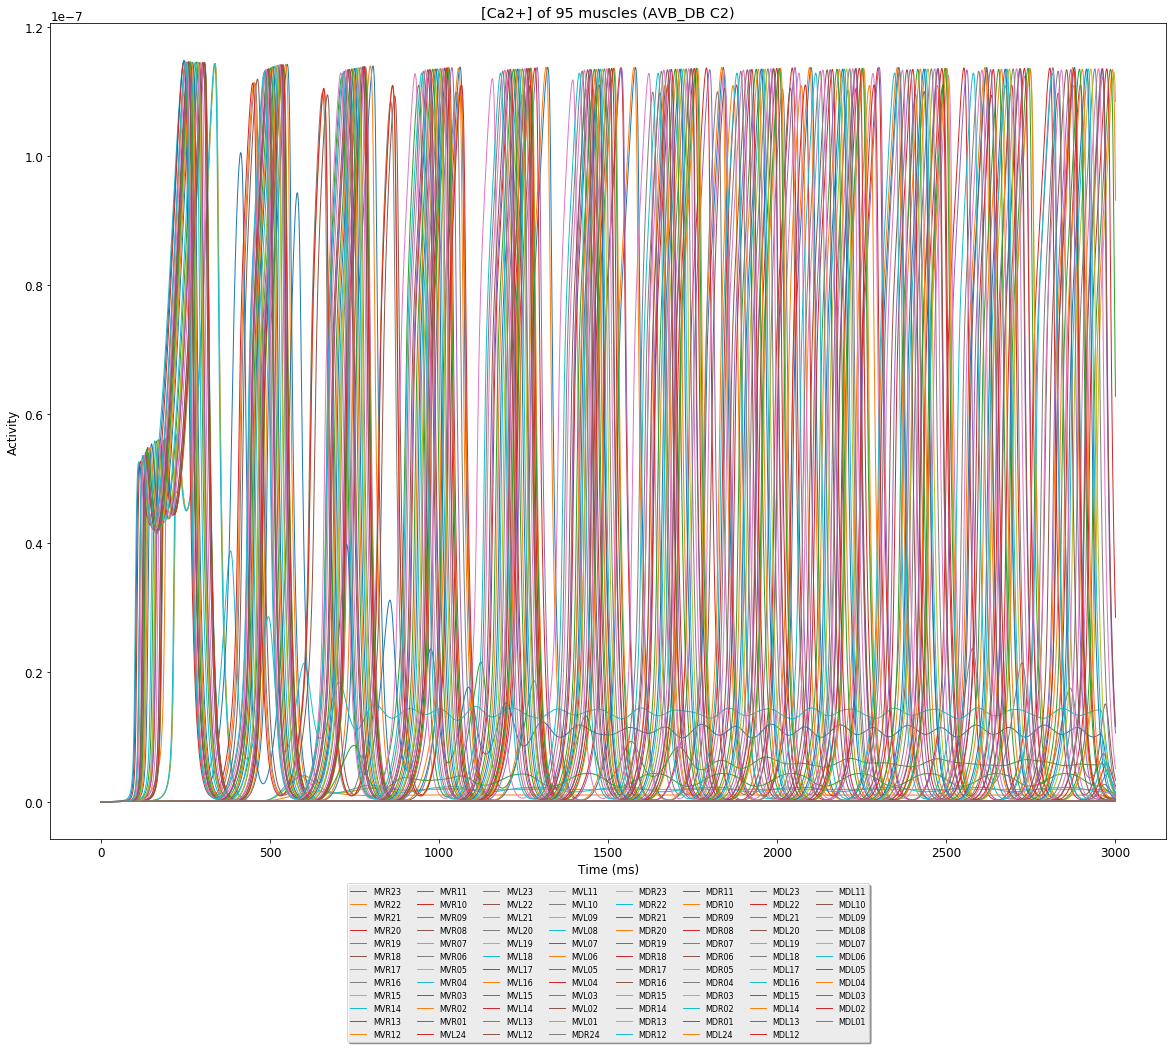 [Ca2+] of 95 muscles (AVB_DB C2)
1e−7
1.2
1.0
0.8
0.6
0.4
0.2
0.0
Activity
0 500 1000 1500 2000 2500 3000
Time (ms)
MVR23 MVR11 MVL23 MVL11 MDR23 MDR11 MDL23 MDL11
MVR22 MVR10 MVL22 MVL10 MDR22 MDR10 MDL22 MDL10
MVR21 MVR09 MVL21 MVL09 MDR21 MDR09 MDL21 MDL09
MVR20 MVR08 MVL20 MVL08 MDR20 MDR08 MDL20 MDL08
MVR19 MVR07 MVL19 MVL07 MDR19 MDR07 MDL19 MDL07
MVR18 MVR06 MVL18 MVL06 MDR18 MDR06 MDL18 MDL06
MVR17 MVR05 MVL17 MVL05 MDR17 MDR05 MDL17 MDL05
MVR16 MVR04 MVL16 MVL04 MDR16 MDR04 MDL16 MDL04
MVR15 MVR03 MVL15 MVL03 MDR15 MDR03 MDL15 MDL03
MVR14 MVR02 MVL14 MVL02 MDR14 MDR02 MDL14 MDL02
MVR13 MVR01 MVL13 MVL01 MDR13 MDR01 MDL13 MDL01
MVR12 MVL24 MVL12 MDR24 MDR12 MDL24 MDL12